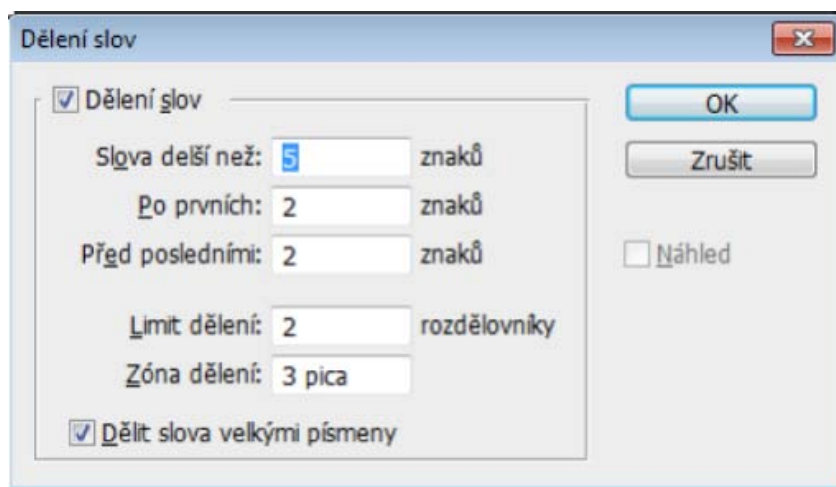 Dělení slov
Dělení slov
OK
Slova delší než: 5 znaků
Zrušit
Po prvních: 2 znaků
Před posledními: 2 znaků
Náhled
Limit dělení: 2 rozdělovníky
Zóna dělení: 3 pica
Dělit slova velkými písmeny